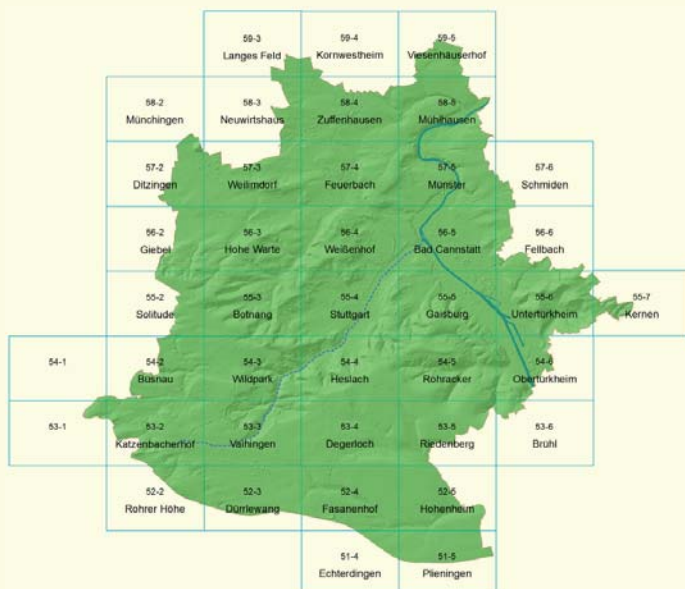 59-3
Langes Feld
59-4
Kornwestheim
59-5
Viesenhäuserhof
58-2
Münchingen
58-3
Neuwirtshaus
58-4
Zuffenhausen
58-5
Mühlhausen
57-2
Ditzingen
57-3
Weilimdorf
57-4
Feuerbach
57-5
Münster
57-6
Schmiden
56-2
Giebel
56-3
Hohe Warte
56-4
Weißenhof
56-5
Bad Cannstatt
56-6
Fellbach
55-2
Solitude
55-3
Botnang
55-4
Stuttgart
55-5
Gaisburg
55-6
Untertürkheim
55-7
Kernen
54-1
54-2
Büsnau
54-3
Wildpark
54-4
Heslach
54-5
Rohracker
54-6
Obertürkheim
53-1
53-2
Katzenbacherhof
53-3
Vaihingen
53-4
Degerloch
53-5
Riedenberg
53-6
Brühl
52-2
Rohrer Höhe
52-3
Dürrlewang
52-4
Fasanenhof
52-5
Hohenheim
51-4
Echterdingen
51-5
Plieningen